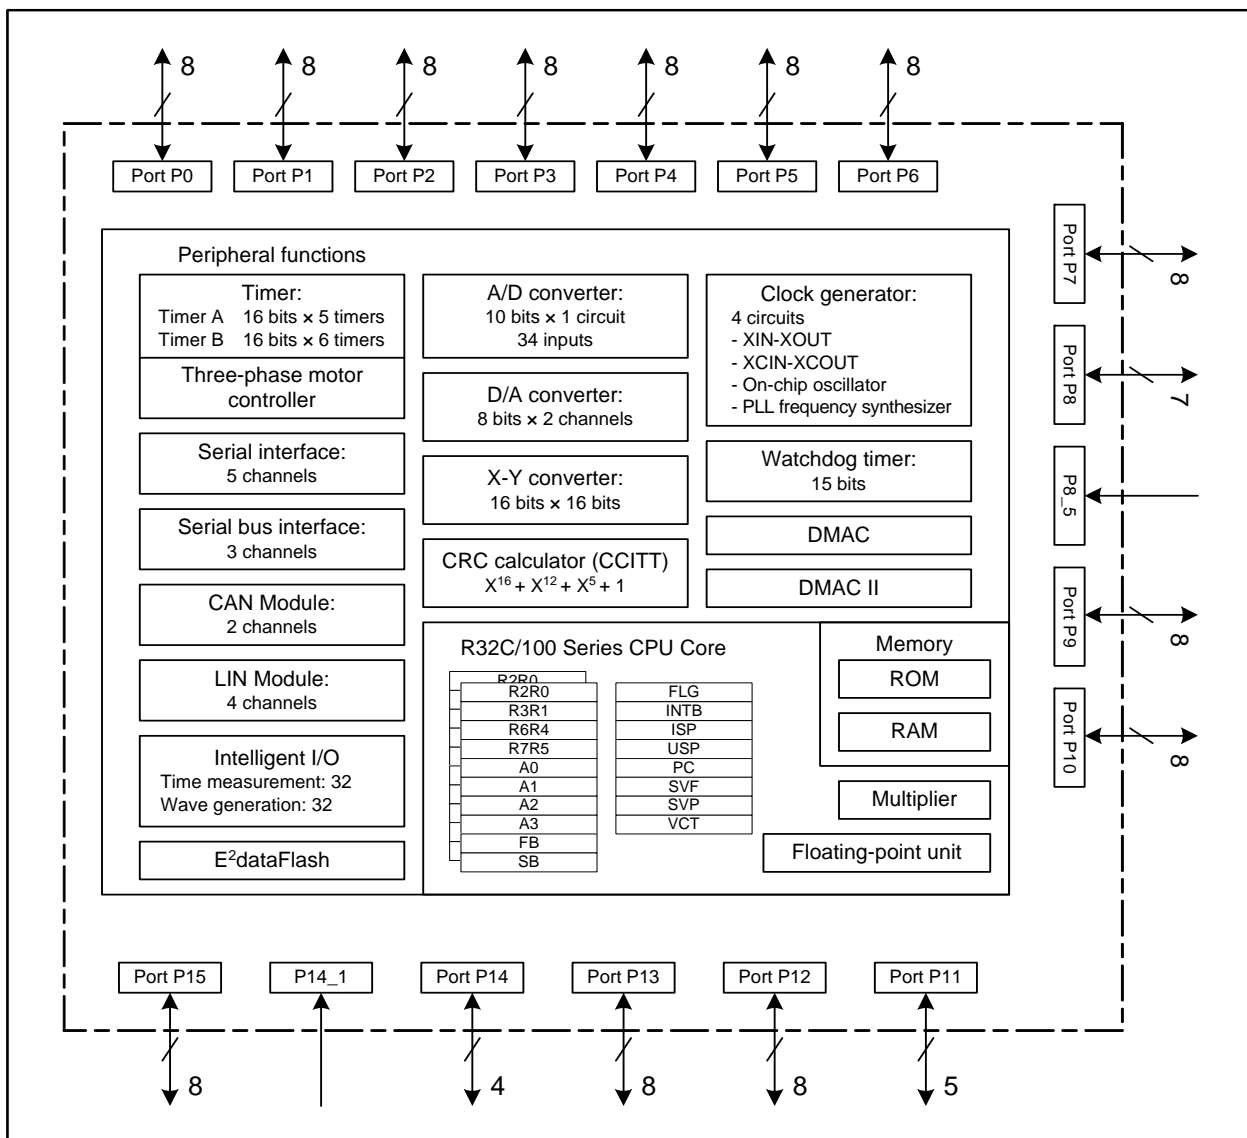 8 8 8 8 8 8 8
Port P0 Port P1 Port P2 Port P3 Port P4 Port P5 Port P6
Port P7
8
Port P8
7
P8_5
Port P9
8
Port P10
8
Peripheral functions
Timer:
Timer A 16 bits × 5 timers
Timer B 16 bits × 6 timers
Three-phase motor
controller
Serial interface:
5 channels
Serial bus interface:
3 channels
CAN Module:
2 channels
LIN Module:
4 channels
Intelligent I/O
Time measurement: 32
Wave generation: 32
E²dataFlash
A/D converter:
10 bits × 1 circuit
34 inputs
D/A converter:
8 bits × 2 channels
X-Y converter:
16 bits × 16 bits
CRC calculator (CCITT)
X¹⁶ + X¹² + X⁵ + 1
Clock generator:
4 circuits
- XIN-XOUT
- XCIN-XCOUT
- On-chip oscillator
- PLL frequency synthesizer
Watchdog timer:
15 bits
DMAC
DMAC II
R32C/100 Series CPU Core
R2R0
R2R0
R3R1
R6R4
R7R5
A0
A1
A2
A3
FB
SB
FLG
INTB
ISP
USP
PC
SVF
SVP
VCT
Memory
ROM
RAM
Multiplier
Floating-point unit
Port P15 P14_1 Port P14 Port P13 Port P12 Port P11
8 4 8 8 5